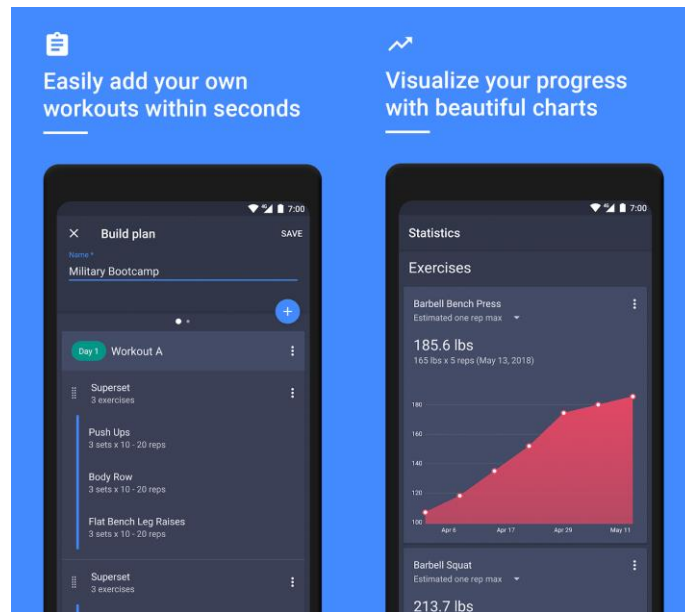 Easily add your own
workouts within seconds
7:00
Build plan
SAVE
Name *
Military Bootcamp
Day 1
Workout A
Superset
3 exercises
Push Ups
3 sets x 10 - 20 reps
Body Row
3 sets x 10 - 20 reps
Flat Bench Leg Raises
3 sets x 10 - 20 reps
Superset
3 exercises
Visualize your progress
with beautiful charts
7:00
Statistics
Exercises
Barbell Bench Press
Estimated one rep max
185.6 lbs
165 lbs x 5 reps (May 13, 2018)
180
160
140
120
100
Apr 6 Apr 17 Apr 29 May 11
Barbell Squat
Estimated one rep max
213.7 lbs